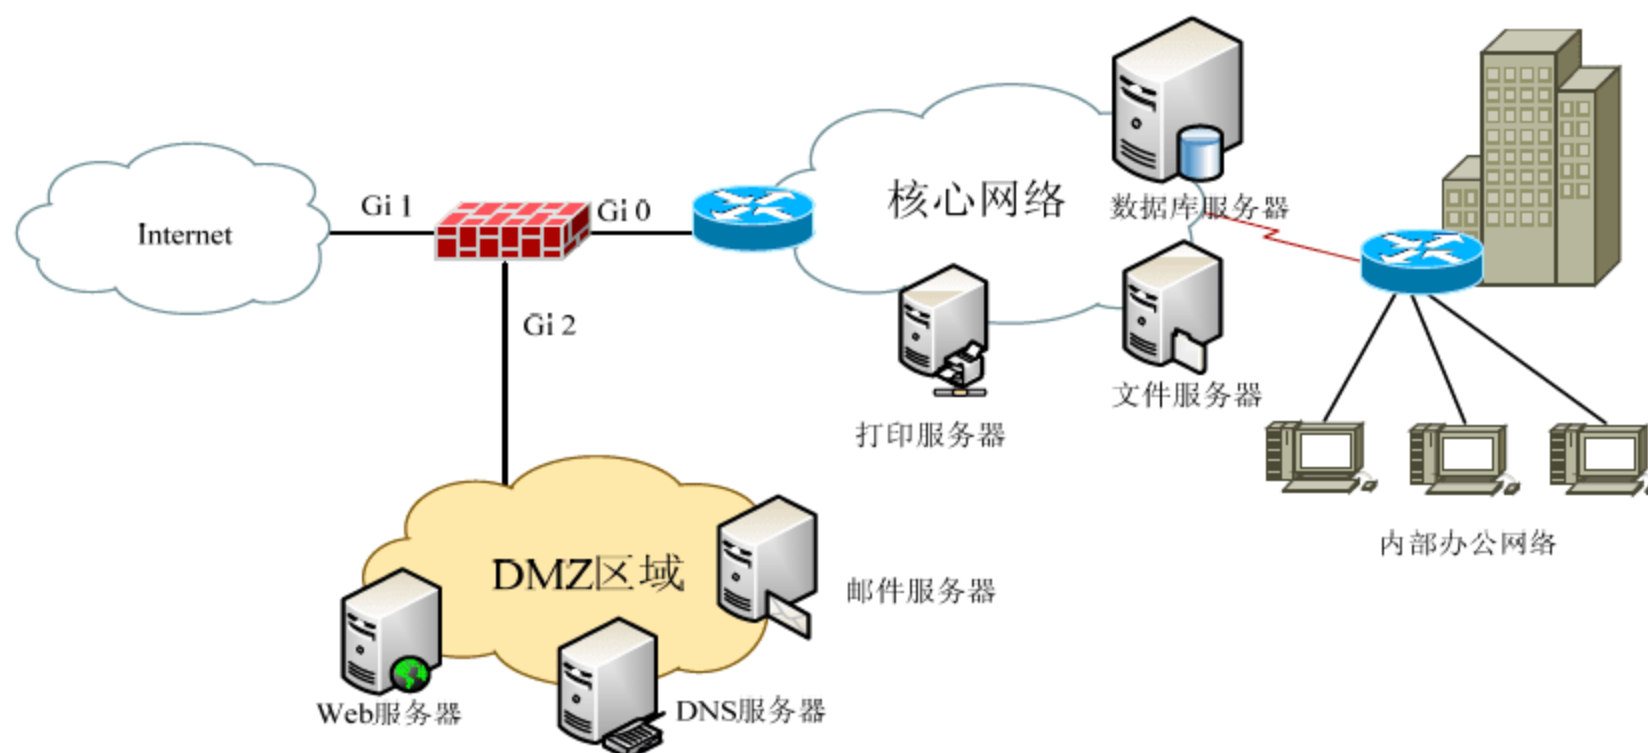 数据库服务器
核心网络
Gi 1
Gi 0
Internet
Gi 2
文件服务器
打印服务器
内部办公网络
DMZ区域
邮件服务器
Web服务器
DNS服务器